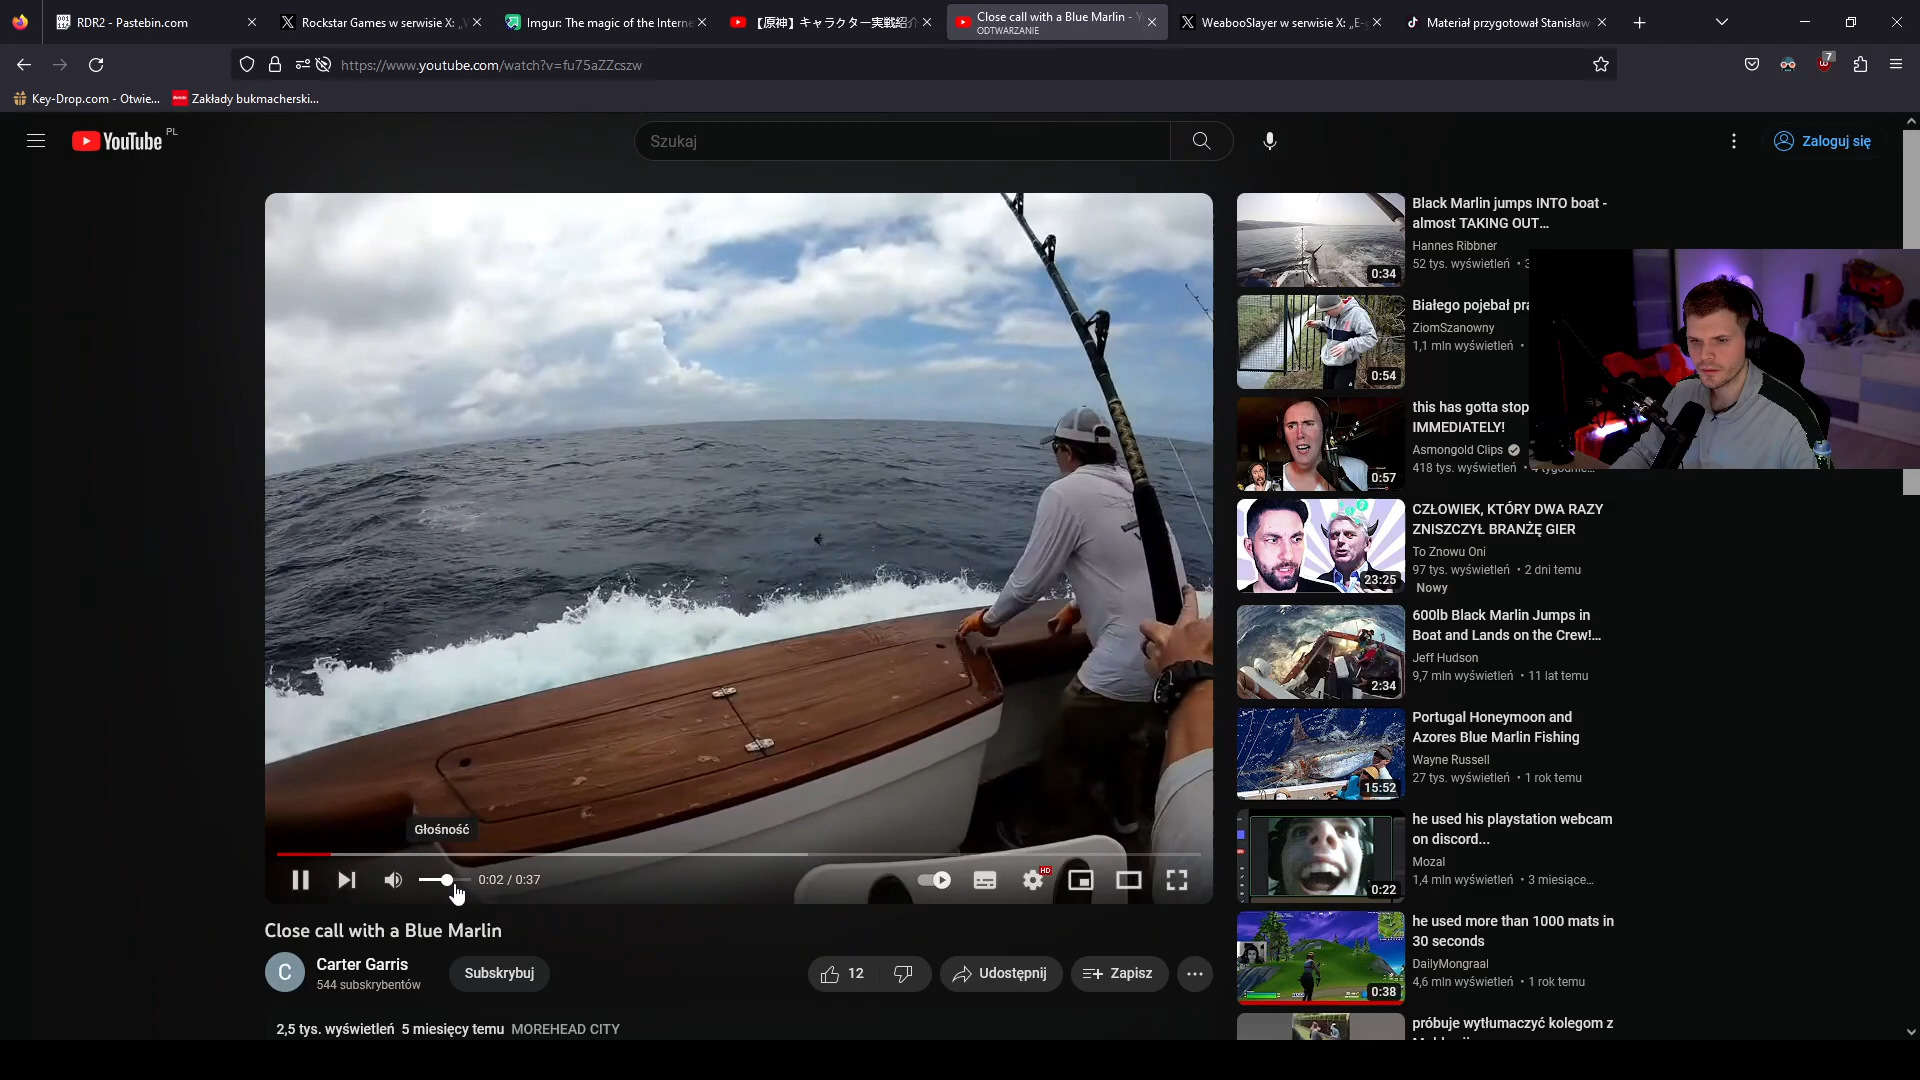 RDR2 - Pastebin.com
Rockstar Games w serwisie X: „
Imgur: The magic of the Intern
【原神】キャラクター実戦紹介
Close call with a Blue Marlin - Y
ODTWARZANIE
WeabooSlayer w serwisie X: „E-
Materiał przygotował Stanisław
https://www.youtube.com/watch?v=fu75aZZcszw
7
Key-Drop.com - Otwie...
Zakłady bukmacherski...
YouTube PL
Szukaj
Zaloguj się
Black Marlin jumps INTO boat -
almost TAKING OUT...
Hannes Ribbner
52 tys. wyświetleń •
0:34
Białego pojebał pra
ZiomSzanowny
1,1 mln wyświetleń •
0:54
this has gotta stop
IMMEDIATELY!
Asmongold Clips
418 tys. wyświetleń • 4 tygodnie...
0:57
CZŁOWIEK, KTÓRY DWA RAZY
ZNISZCZYŁ BRANŻĘ GIER
To Znowu Oni
97 tys. wyświetleń • 2 dni temu
Nowy
23:25
600lb Black Marlin Jumps in
Boat and Lands on the Crew!...
Jeff Hudson
9,7 mln wyświetleń • 11 lat temu
2:34
Portugal Honeymoon and
Azores Blue Marlin Fishing
Wayne Russell
27 tys. wyświetleń • 1 rok temu
15:52
he used his playstation webcam
on discord...
Mozal
1,4 mln wyświetleń • 3 miesiące...
0:22
he used more than 1000 mats in
30 seconds
DailyMongraal
4,6 mln wyświetleń • 1 rok temu
0:38
próbuje wytłumaczyć kolegom z
Głośność
0:02 / 0:37
HD
Close call with a Blue Marlin
C
Carter Garris
544 subskrybentów
Subskrybuj
12
Udostępnij
Zapisz
2,5 tys. wyświetleń 5 miesięcy temu MOREHEAD CITY